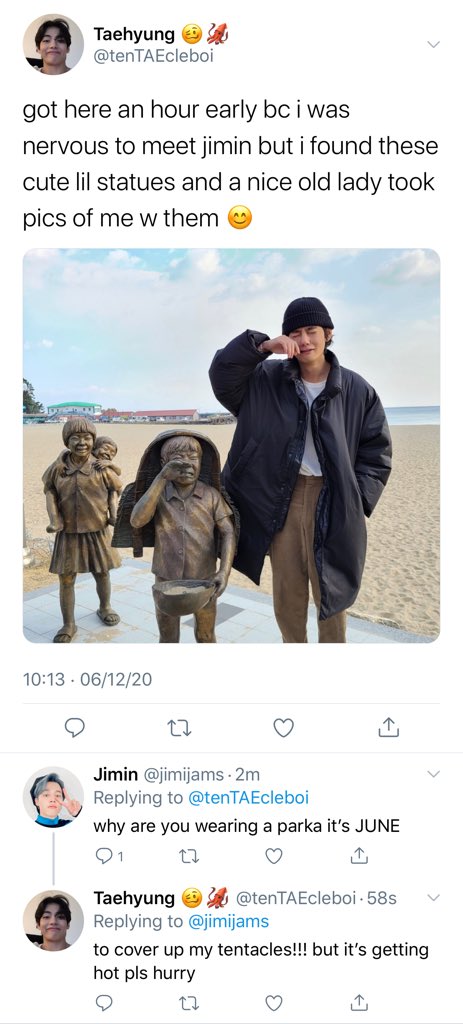 Taehyung 🥴 🦑
@tenTAEcleboi
got here an hour early bc i was
nervous to meet jimin but i found these
cute lil statues and a nice old lady took
pics of me w them 😊
10:13 · 06/12/20
Jimin @jimijams · 2m
Replying to @tenTAEcleboi
why are you wearing a parka it’s JUNE
1
Taehyung 🥴 🦑 @tenTAEcleboi · 58s
Replying to @jimijams
to cover up my tentacles!!! but it’s getting
hot pls hurry